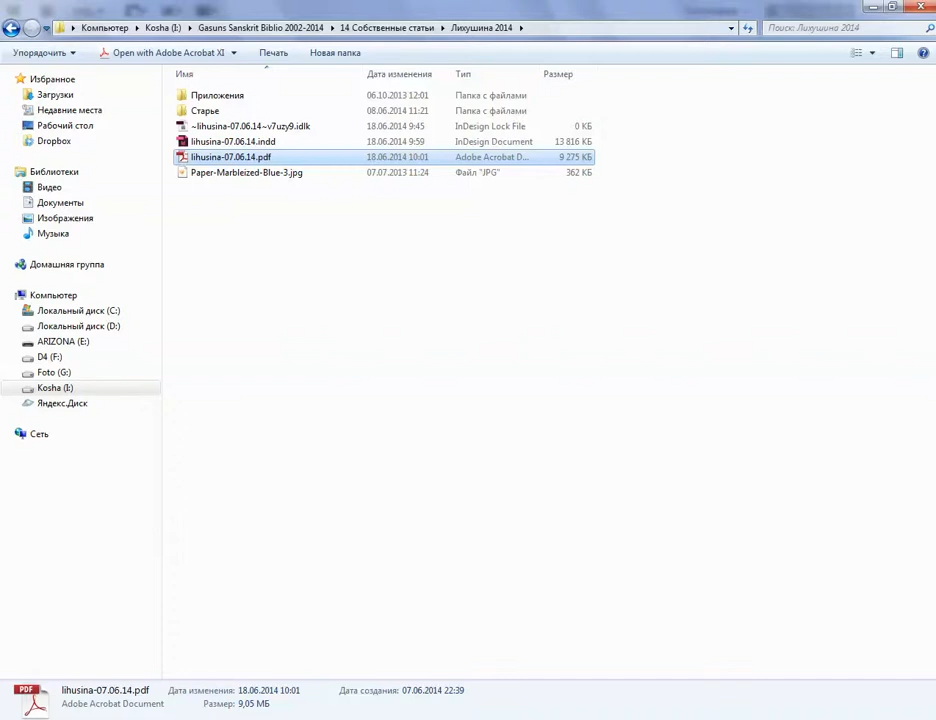 Компьютер ▸ Kosha (I:) ▸ Gasuns Sanskrit Biblio 2002-2014 ▸ 14 Собственные статьи ▸ Лихушина 2014 ▸
Поиск: Лихушина 2014
Упорядочить ▾ Open with Adobe Acrobat XI ▾ Печать Новая папка
Имя Дата изменения Тип Размер
Приложения 06.10.2013 12:01 Папка с файлами
Старье 08.06.2014 11:21 Папка с файлами
~lihusina-07.06.14~v7uzy9.idlk 18.06.2014 9:45 InDesign Lock File 0 КБ
lihusina-07.06.14.indd 18.06.2014 9:59 InDesign Document 13 816 КБ
lihusina-07.06.14.pdf 18.06.2014 10:01 Adobe Acrobat D... 9 275 КБ
Paper-Marbleized-Blue-3.jpg 07.07.2013 11:24 Файл "JPG" 362 КБ
Избранное
Загрузки
Недавние места
Рабочий стол
Dropbox
Библиотеки
Видео
Документы
Изображения
Музыка
Домашняя группа
Компьютер
Локальный диск (C:)
Локальный диск (D:)
ARIZONA (E:)
D4 (F:)
Foto (G:)
Kosha (I:)
Яндекс.Диск
Сеть
PDF
lihusina-07.06.14.pdf Дата изменения: 18.06.2014 10:01 Дата создания: 07.06.2014 22:39
Adobe Acrobat Document Размер: 9,05 МБ